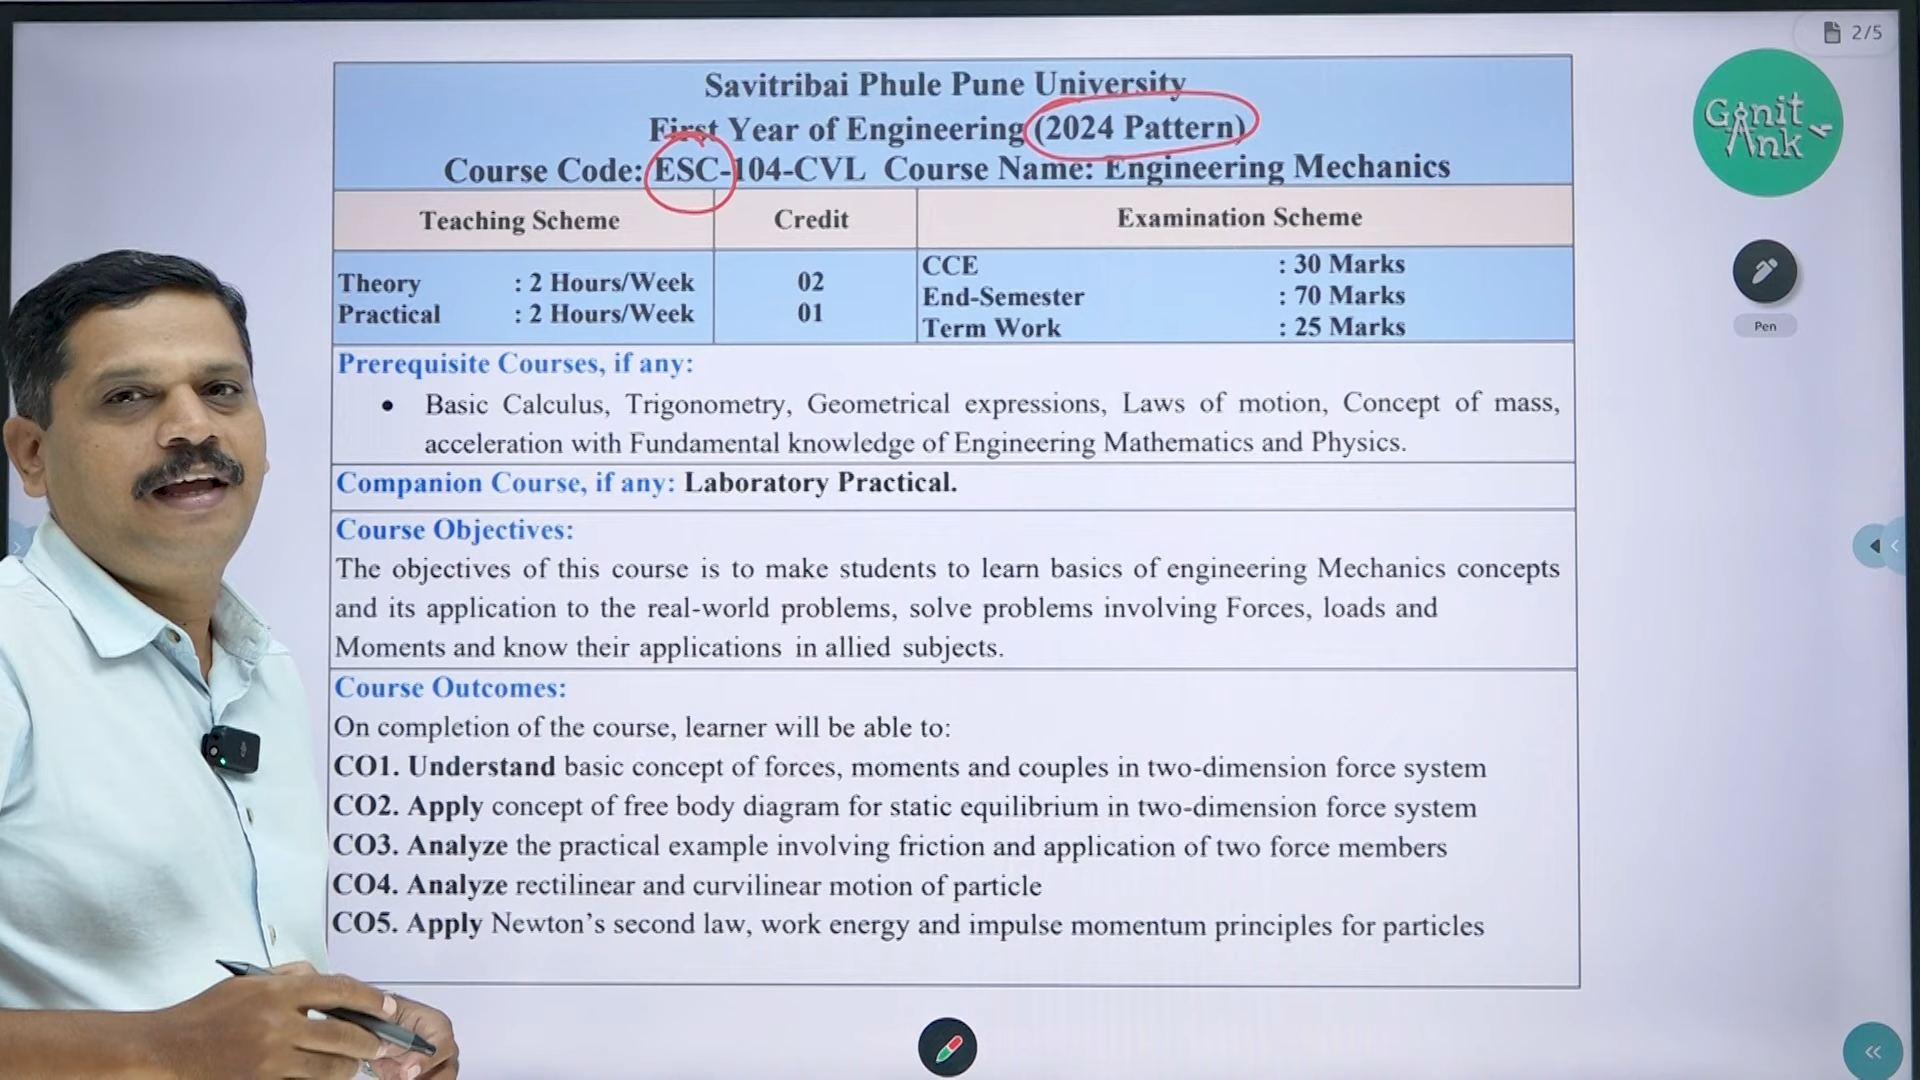 2/5
Savitribai Phule Pune University
First Year of Engineering (2024 Pattern)
Course Code: ESC-104-CVL Course Name: Engineering Mechanics
Ganit
Ank
Teaching Scheme Credit Examination Scheme
Theory : 2 Hours/Week 02 CCE : 30 Marks
Practical : 2 Hours/Week 01 End-Semester : 70 Marks
Term Work : 25 Marks
Pen
Prerequisite Courses, if any:
• Basic Calculus, Trigonometry, Geometrical expressions, Laws of motion, Concept of mass,
acceleration with Fundamental knowledge of Engineering Mathematics and Physics.
Companion Course, if any: Laboratory Practical.
Course Objectives:
The objectives of this course is to make students to learn basics of engineering Mechanics concepts
and its application to the real-world problems, solve problems involving Forces, loads and
Moments and know their applications in allied subjects.
Course Outcomes:
On completion of the course, learner will be able to:
CO1. Understand basic concept of forces, moments and couples in two-dimension force system
CO2. Apply concept of free body diagram for static equilibrium in two-dimension force system
CO3. Analyze the practical example involving friction and application of two force members
CO4. Analyze rectilinear and curvilinear motion of particle
CO5. Apply Newton's second law, work energy and impulse momentum principles for particles